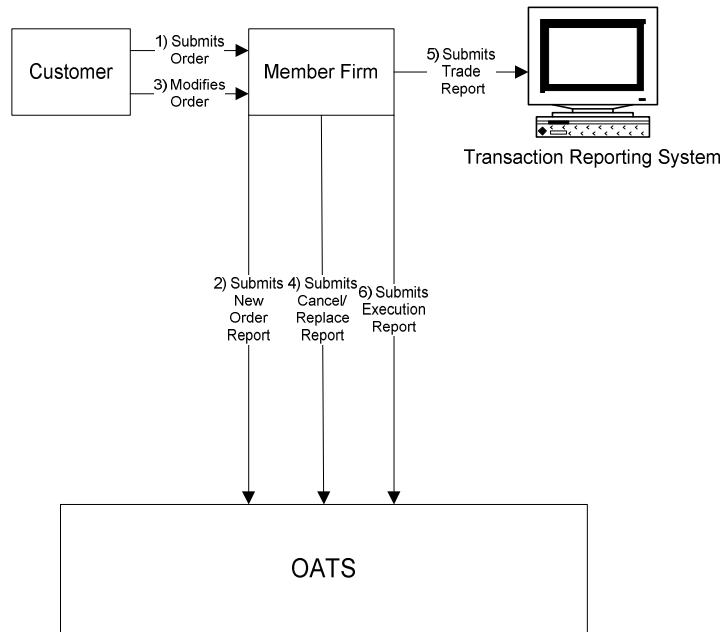 Customer
1) Submits
Order
3) Modifies
Order
Member Firm
5) Submits
Trade
Report
Transaction Reporting System
2) Submits
New
Order
Report
4) Submits
Cancel/
Replace
Report
6) Submits
Execution
Report
OATS